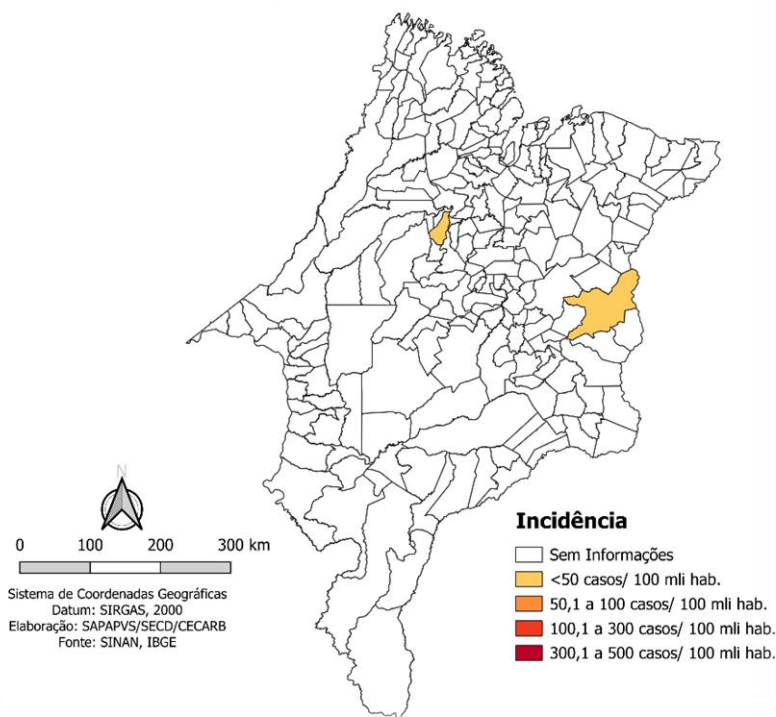 N
0 100 200 300 km
Sistema de Coordenadas Geográficas
Datum: SIRGAS, 2000
Elaboração: SAPAPVS/SECD/CECARB
Fonte: SINAN, IBGE
Incidência
Sem Informações
<50 casos/ 100 mli hab.
50,1 a 100 casos/ 100 mli hab.
100,1 a 300 casos/ 100 mli hab.
300,1 a 500 casos/ 100 mli hab.